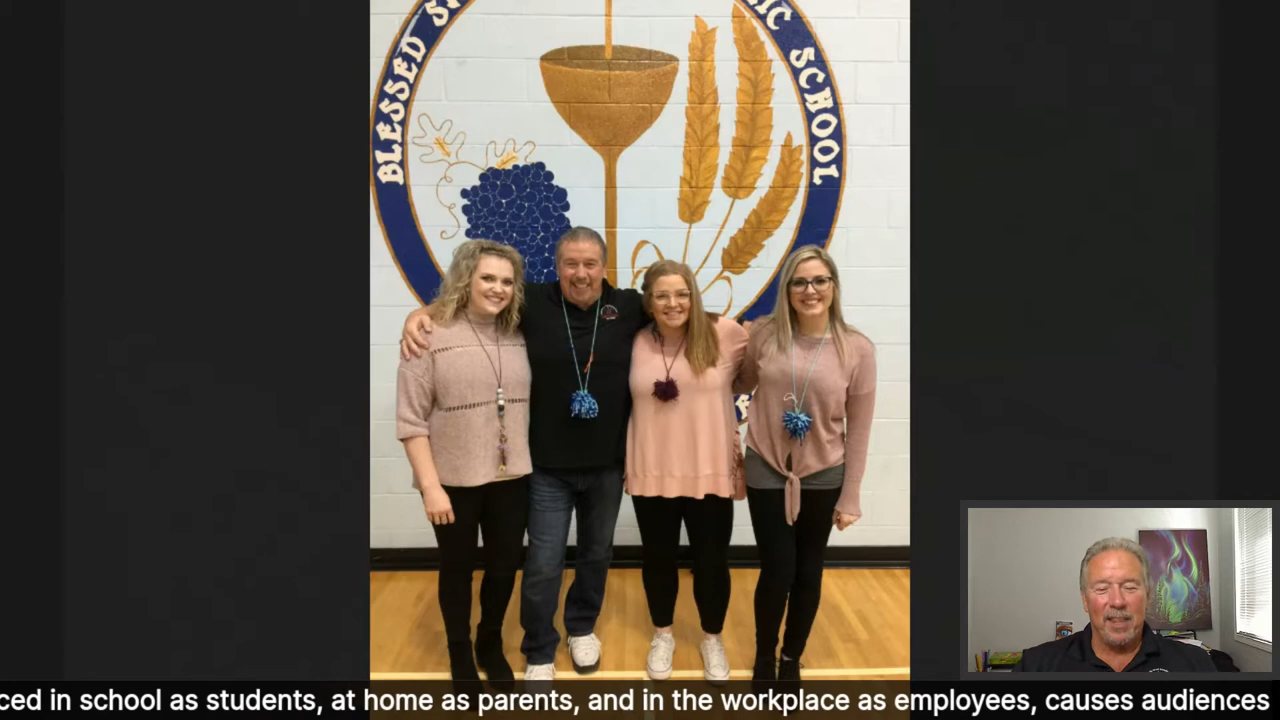 BLESSED
SCHOOL
ced in school as students, at home as parents, and in the workplace as employees, causes audiences